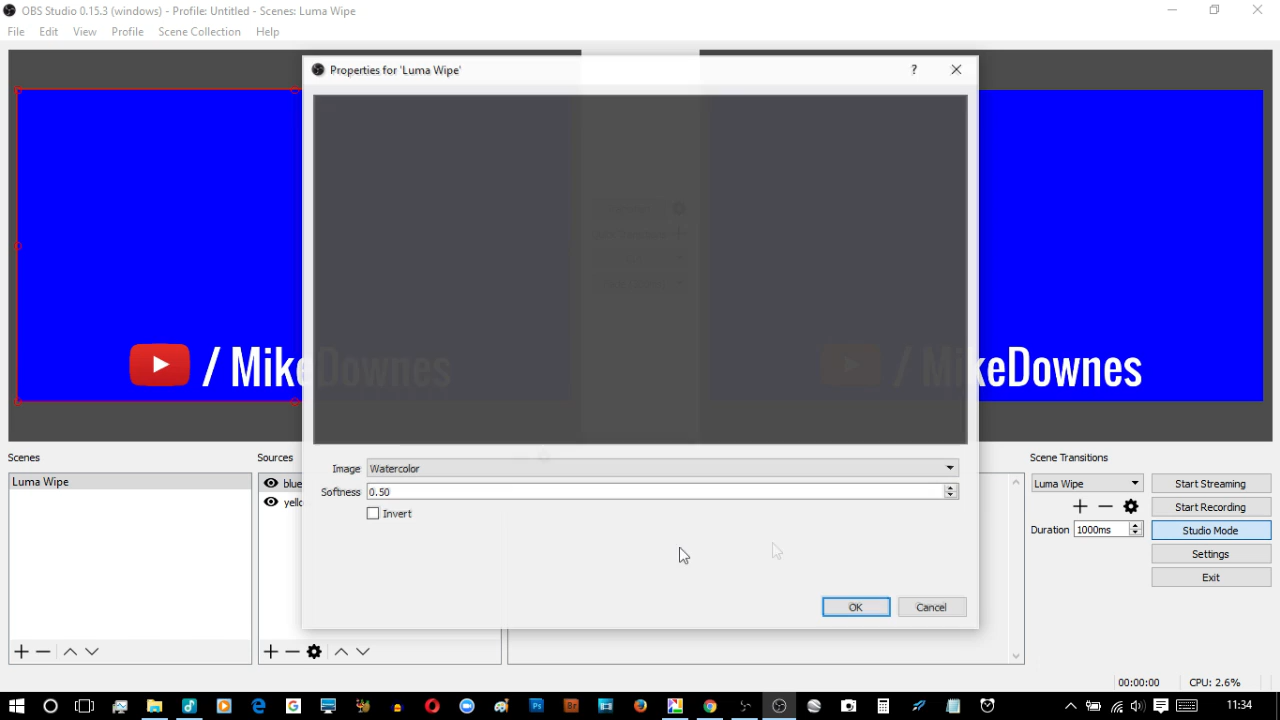 OBS Studio 0.15.3 (windows) - Profile: Untitled - Scenes: Luma Wipe
File Edit View Profile Scene Collection Help
Properties for 'Luma Wipe'
/ MikeDownes
/ MikeDownes
Image Watercolor
Softness 0.50
Invert
OK Cancel
Scenes
Luma Wipe
Sources
blue
Scene Transitions
Luma Wipe
Duration 1000ms
Start Streaming
Start Recording
Studio Mode
Settings
Exit
00:00:00 CPU: 2.6%
Ps Br
11:34